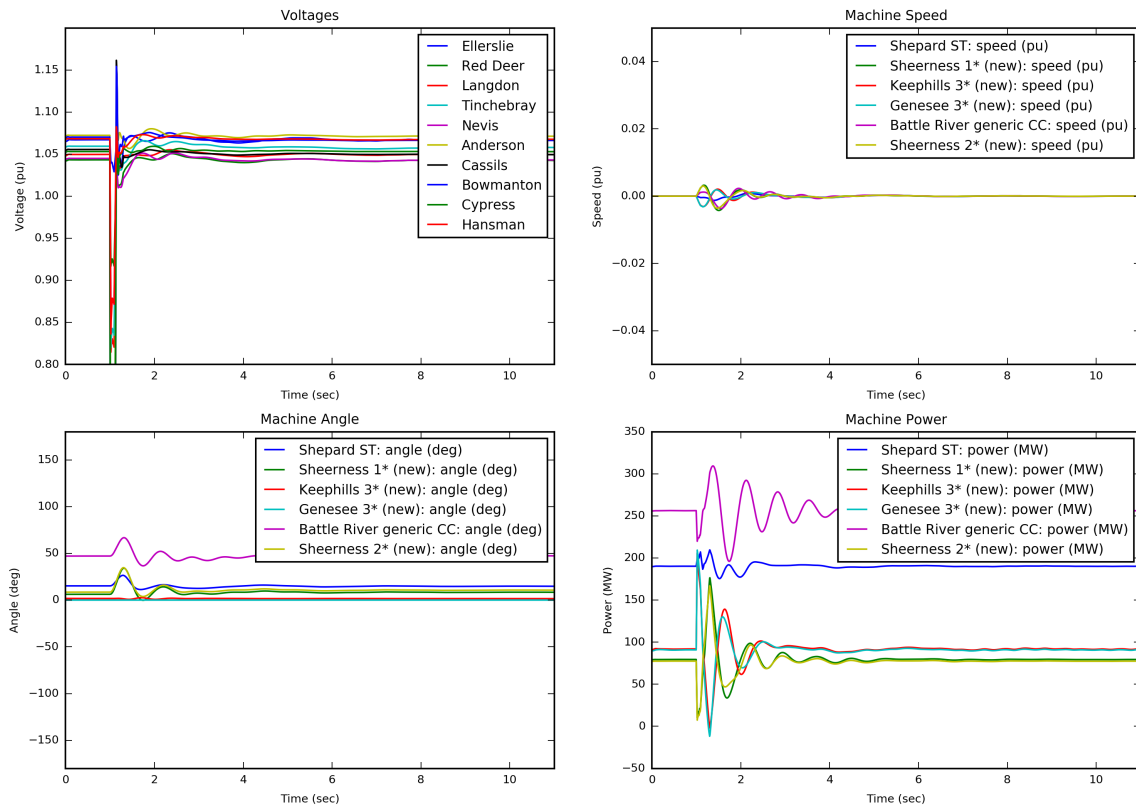 Voltages
1.15
1.10
1.05
1.00
0.95
0.90
0.85
0.80
Voltage (pu)
0
2
4
6
8
10
Time (sec)
Ellerslie
Red Deer
Langdon
Tinchebray
Nevis
Anderson
Cassils
Bowmanton
Cypress
Hansman
Machine Speed
0.04
0.02
0.00
−0.02
−0.04
Speed (pu)
0
2
4
6
8
10
Time (sec)
Shepard ST: speed (pu)
Sheerness 1* (new): speed (pu)
Keephills 3* (new): speed (pu)
Genesee 3* (new): speed (pu)
Battle River generic CC: speed (pu)
Sheerness 2* (new): speed (pu)
Machine Angle
150
100
50
0
−50
−100
−150
Angle (deg)
0
2
4
6
8
10
Time (sec)
Shepard ST: angle (deg)
Sheerness 1* (new): angle (deg)
Keephills 3* (new): angle (deg)
Genesee 3* (new): angle (deg)
Battle River generic CC: angle (deg)
Sheerness 2* (new): angle (deg)
Machine Power
350
300
250
200
150
100
50
0
−50
Power (MW)
0
2
4
6
8
10
Time (sec)
Shepard ST: power (MW)
Sheerness 1* (new): power (MW)
Keephills 3* (new): power (MW)
Genesee 3* (new): power (MW)
Battle River generic CC: power (MW)
Sheerness 2* (new): power (MW)